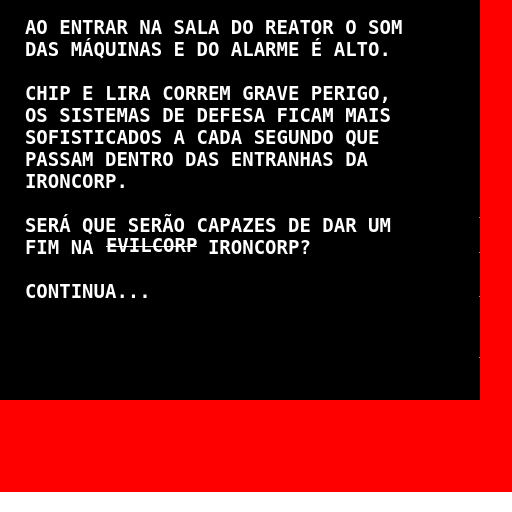 AO ENTRAR NA SALA DO REATOR O SOM
DAS MÁQUINAS E DO ALARME É ALTO.
CHIP E LIRA CORREM GRAVE PERIGO,
OS SISTEMAS DE DEFESA FICAM MAIS
SOFISTICADOS A CADA SEGUNDO QUE
PASSAM DENTRO DAS ENTRANHAS DA
IRONCORP.
SERÁ QUE SERÃO CAPAZES DE DAR UM
FIM NA EVILCORP IRONCORP?
CONTINUA...